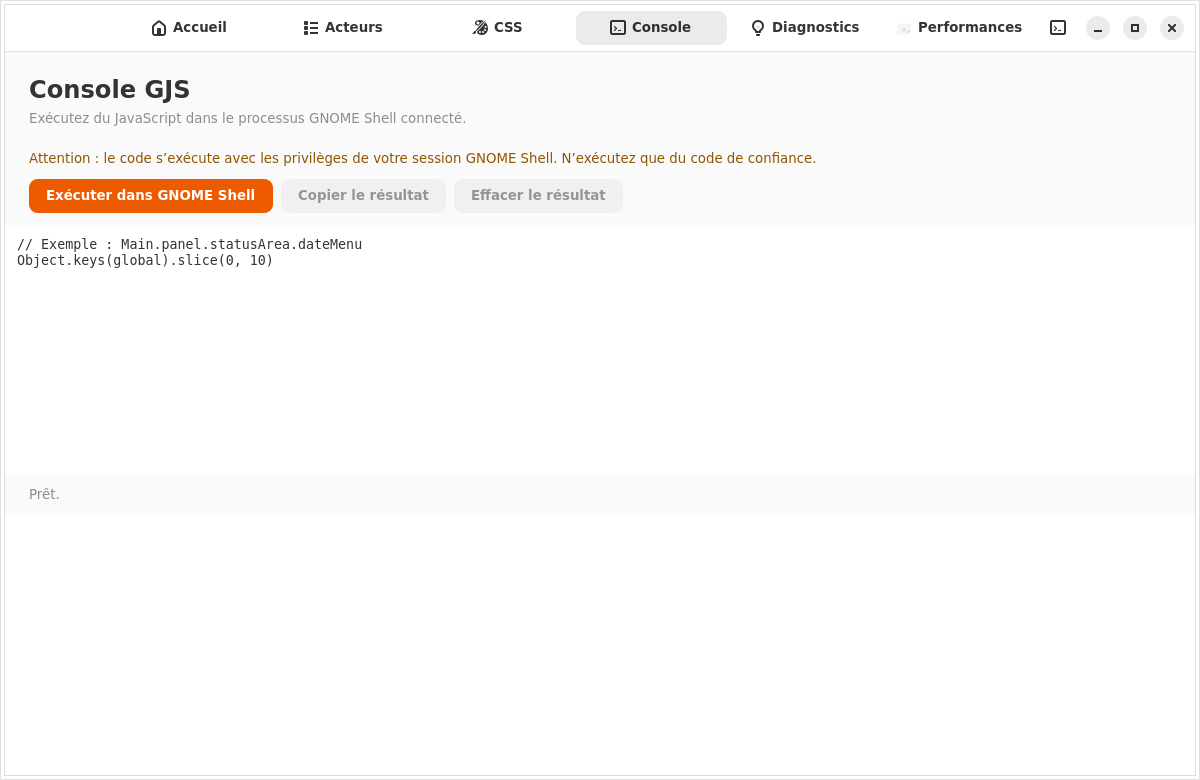 Accueil
Acteurs
CSS
Console
Diagnostics
Performances
Console GJS
Exécutez du JavaScript dans le processus GNOME Shell connecté.
Attention : le code s’exécute avec les privilèges de votre session GNOME Shell. N’exécutez que du code de confiance.
Exécuter dans GNOME Shell
Copier le résultat
Effacer le résultat
// Exemple : Main.panel.statusArea.dateMenu
Object.keys(global).slice(0, 10)
Prêt.